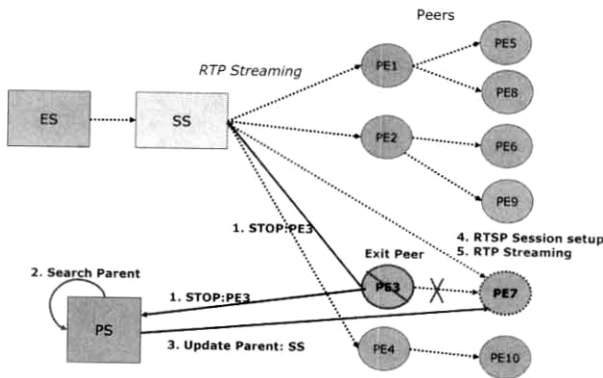 Peers
PE5
RTP Streaming
PE1
PE8
ES
SS
PE2
PE6
PE9
1. STOP:PE3
4. RTSP Session setup
Exit Peer
5. RTP Streaming
2. Search Parent
PE3
1. STOP:PE3
PE7
PS
3. Update Parent: SS
PE4
PE10